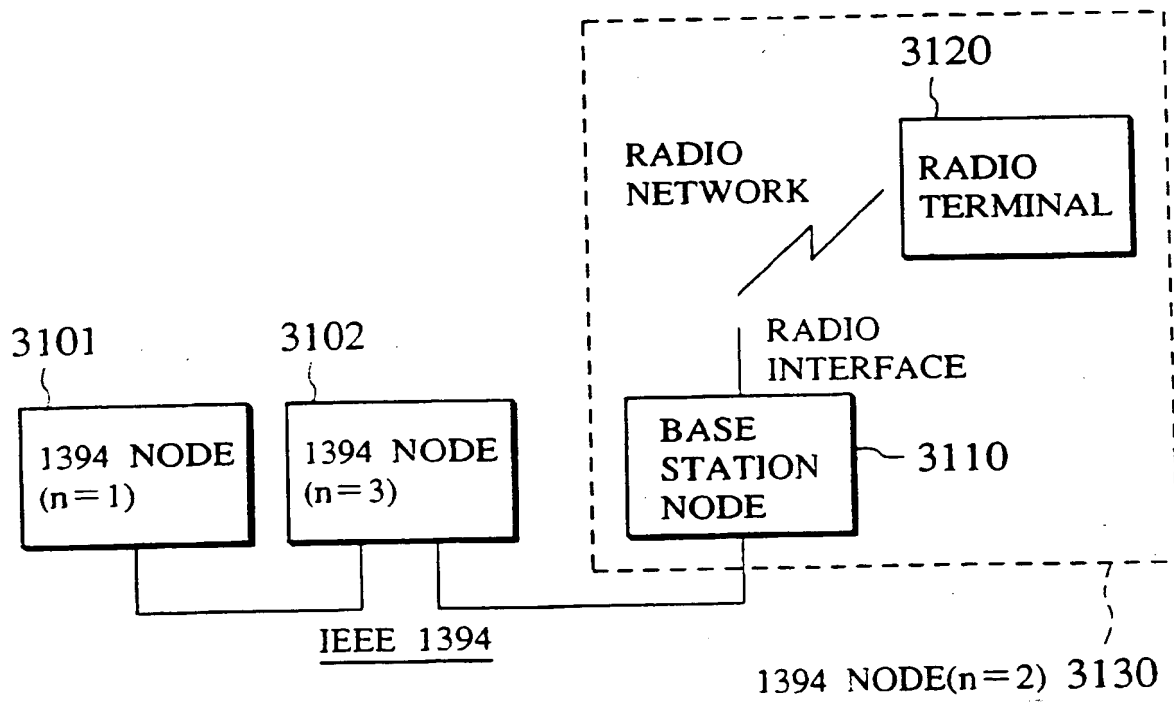 3120
RADIO
NETWORK
RADIO
TERMINAL
3101
3102
RADIO
INTERFACE
1394 NODE
(n=1)
1394 NODE
(n=3)
BASE
STATION
NODE
3110
IEEE 1394
1394 NODE(n=2) 3130